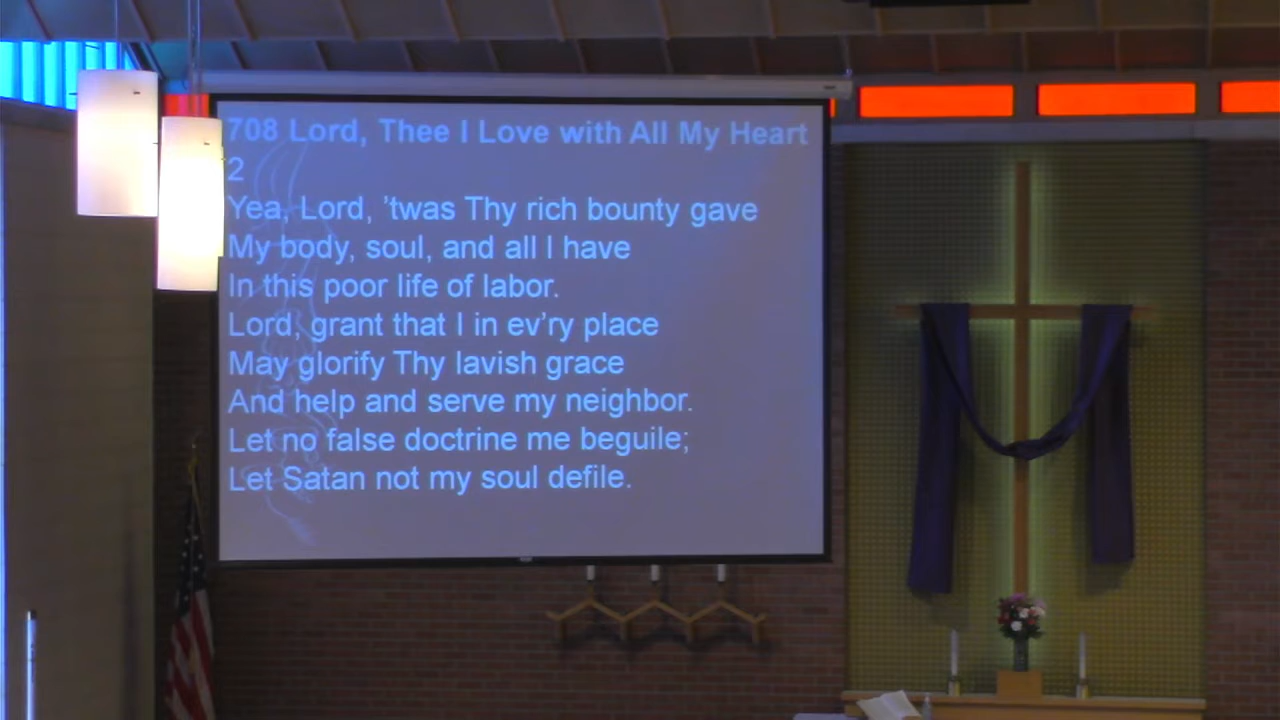 708 Lord, Thee I Love with All My Heart
2
Yea, Lord, ’twas Thy rich bounty gave
My body, soul, and all I have
In this poor life of labor.
Lord, grant that I in ev’ry place
May glorify Thy lavish grace
And help and serve my neighbor.
Let no false doctrine me beguile;
Let Satan not my soul defile.